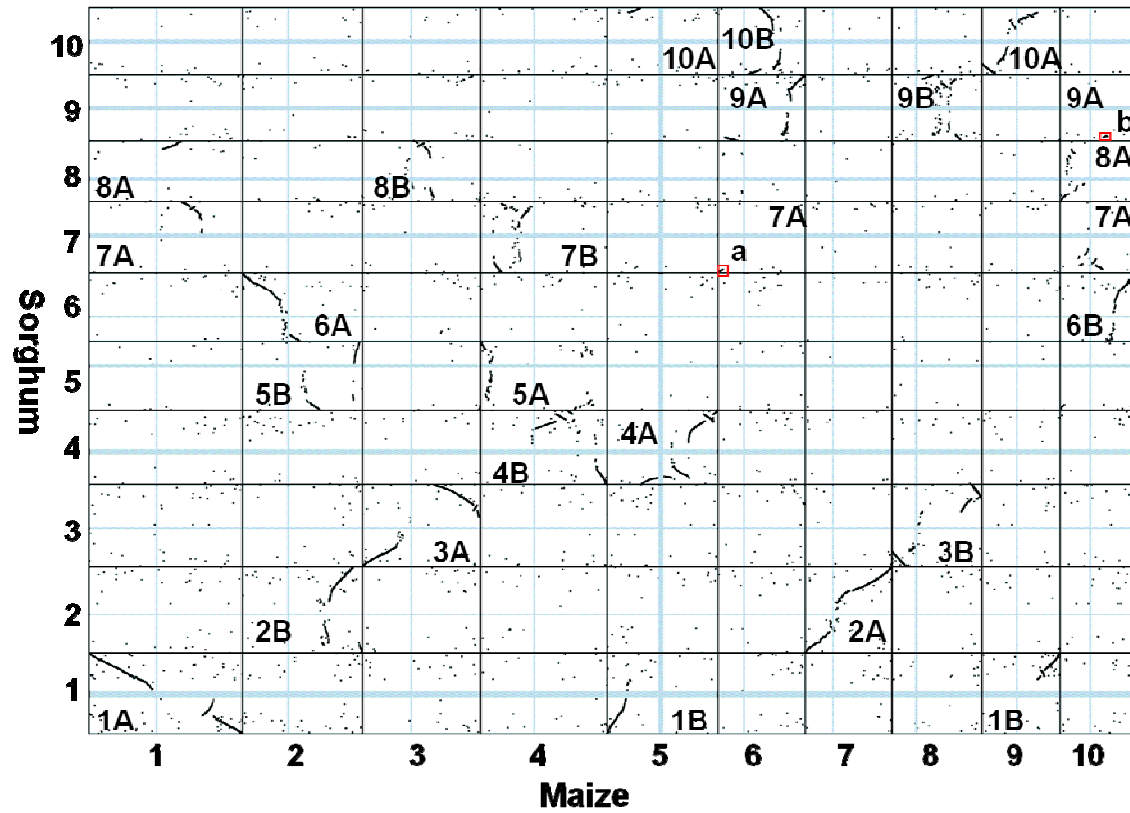 10 10B 10A 10A
9 9A 9B 9A b
8 8A 8B 8A
7 7A 7B 7A 7A a
6 6A 6B
5 5B 5A
4 4B 4A
3 3A 3B
2 2B 2A
1 1A 1B 1B
Sorghum
1 2 3 4 5 6 7 8 9 10
Maize